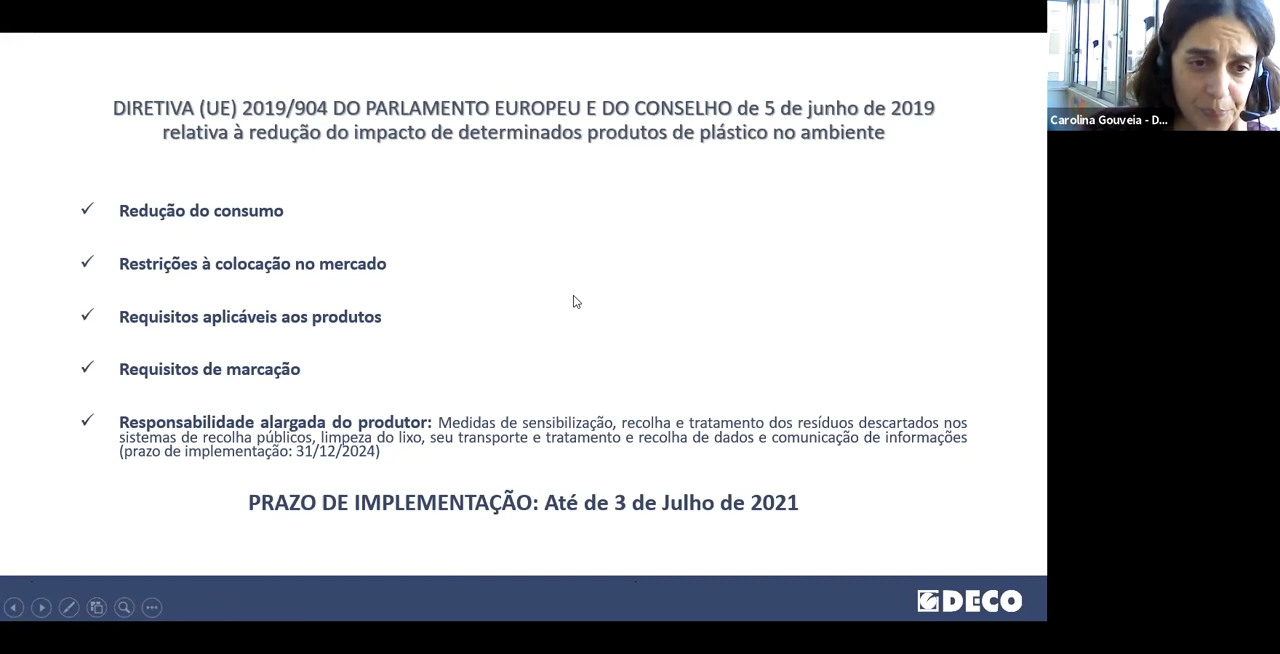 DIRETIVA (UE) 2019/904 DO PARLAMENTO EUROPEU E DO CONSELHO de 5 de junho de 2019
relativa à redução do impacto de determinados produtos de plástico no ambiente
Carolina Gouveia - D...
✓ Redução do consumo
✓ Restrições à colocação no mercado
✓ Requisitos aplicáveis aos produtos
✓ Requisitos de marcação
✓ Responsabilidade alargada do produtor: Medidas de sensibilização, recolha e tratamento dos resíduos descartados nos
sistemas de recolha públicos, limpeza do lixo, seu transporte e tratamento e recolha de dados e comunicação de informações
(prazo de implementação: 31/12/2024)
PRAZO DE IMPLEMENTAÇÃO: Até de 3 de Julho de 2021
DECO